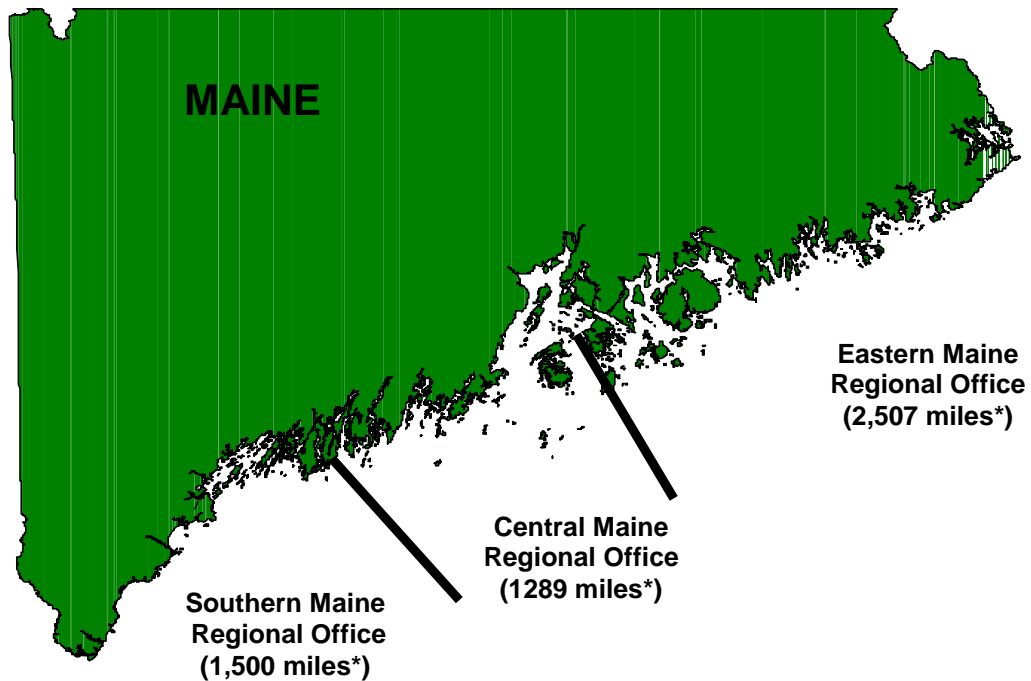 MAINE
Eastern Maine
Regional Office
(2,507 miles*)
Central Maine
Regional Office
(1289 miles*)
Southern Maine
Regional Office
(1,500 miles*)